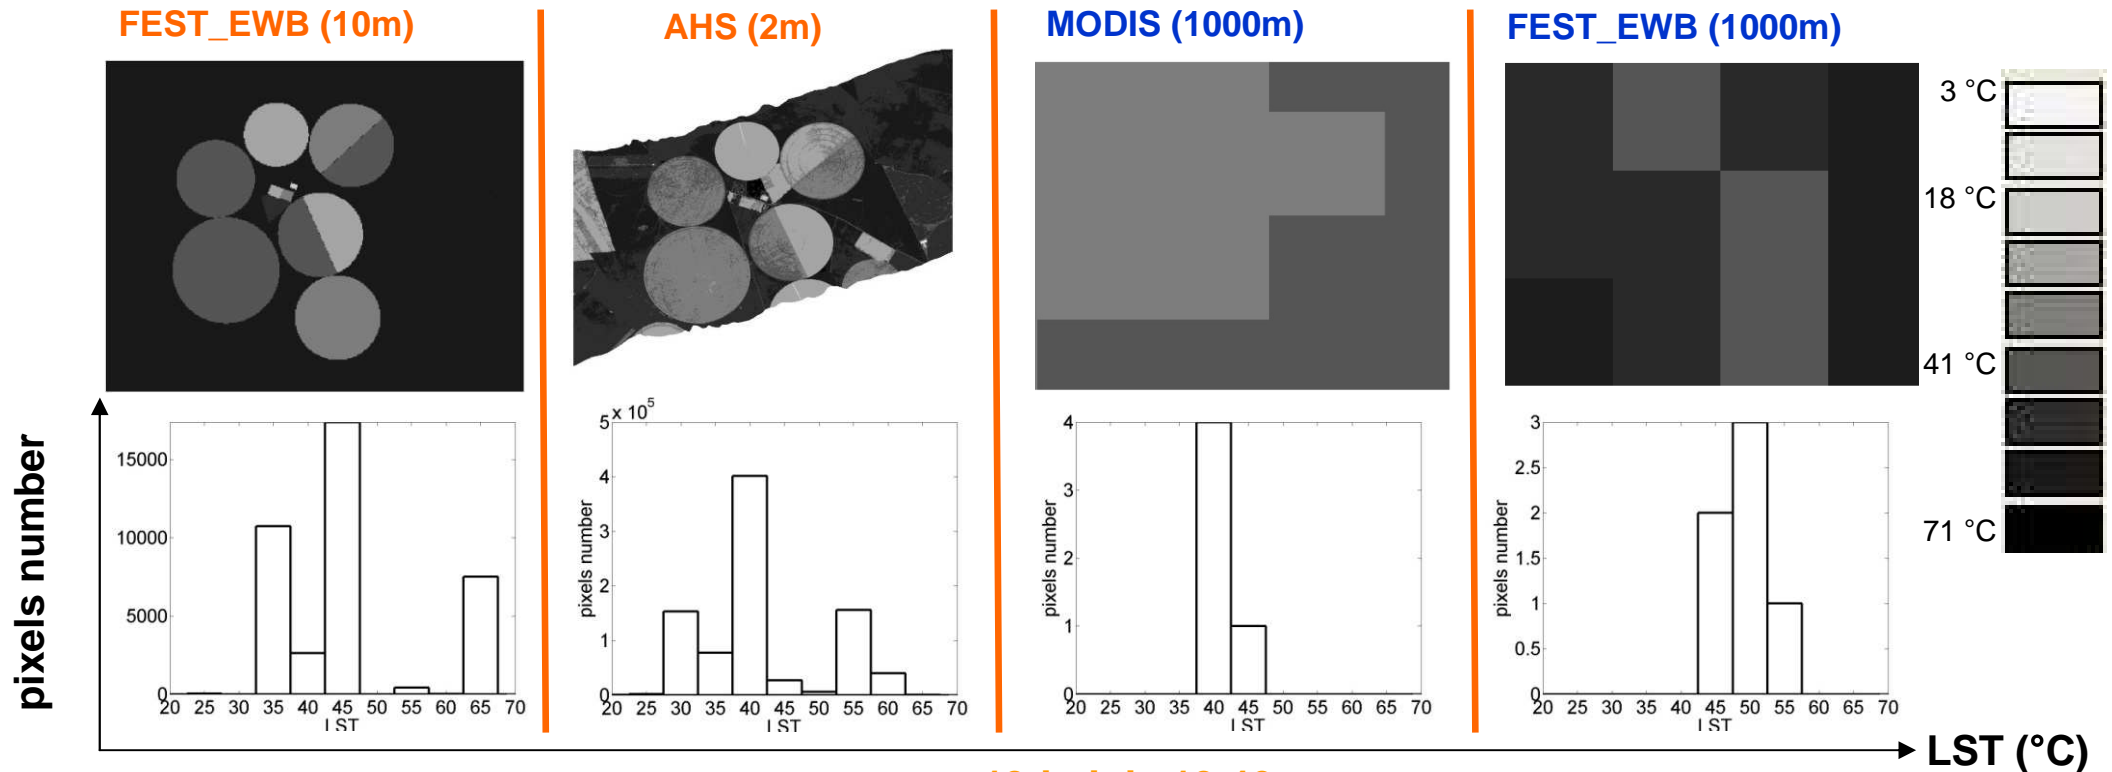 FEST_EWB (10m)
AHS (2m)
MODIS (1000m)
FEST_EWB (1000m)
3 °C
18 °C
41 °C
71 °C
pixels number
15000
10000
5000
0
20 25 30 35 40 45 50 55 60 65 70
LST
5 x 10^5
4
3
2
1
0
pixels number
20 25 30 35 40 45 50 55 60 65 70
LST
4
3
2
1
0
pixels number
20 25 30 35 40 45 50 55 60 65 70
LST
3
2.5
2
1.5
1
0.5
0
pixels number
20 25 30 35 40 45 50 55 60 65 70
LST
LST (°C)